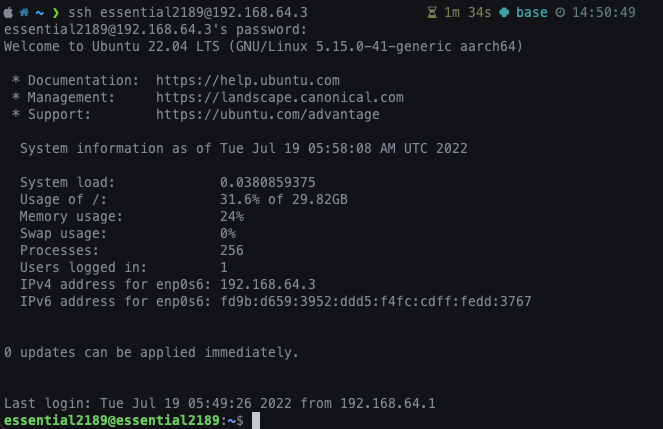 ~ ❯ ssh essential2189@192.168.64.3 1m 34s base 14:50:49
essential2189@192.168.64.3's password:
Welcome to Ubuntu 22.04 LTS (GNU/Linux 5.15.0-41-generic aarch64)
* Documentation: https://help.ubuntu.com
* Management: https://landscape.canonical.com
* Support: https://ubuntu.com/advantage
System information as of Tue Jul 19 05:58:08 AM UTC 2022
System load: 0.0380859375
Usage of /: 31.6% of 29.82GB
Memory usage: 24%
Swap usage: 0%
Processes: 256
Users logged in: 1
IPv4 address for enp0s6: 192.168.64.3
IPv6 address for enp0s6: fd9b:d659:3952:ddd5:f4fc:cdff:fedd:3767
0 updates can be applied immediately.
Last login: Tue Jul 19 05:49:26 2022 from 192.168.64.1
essential2189@essential2189:~$